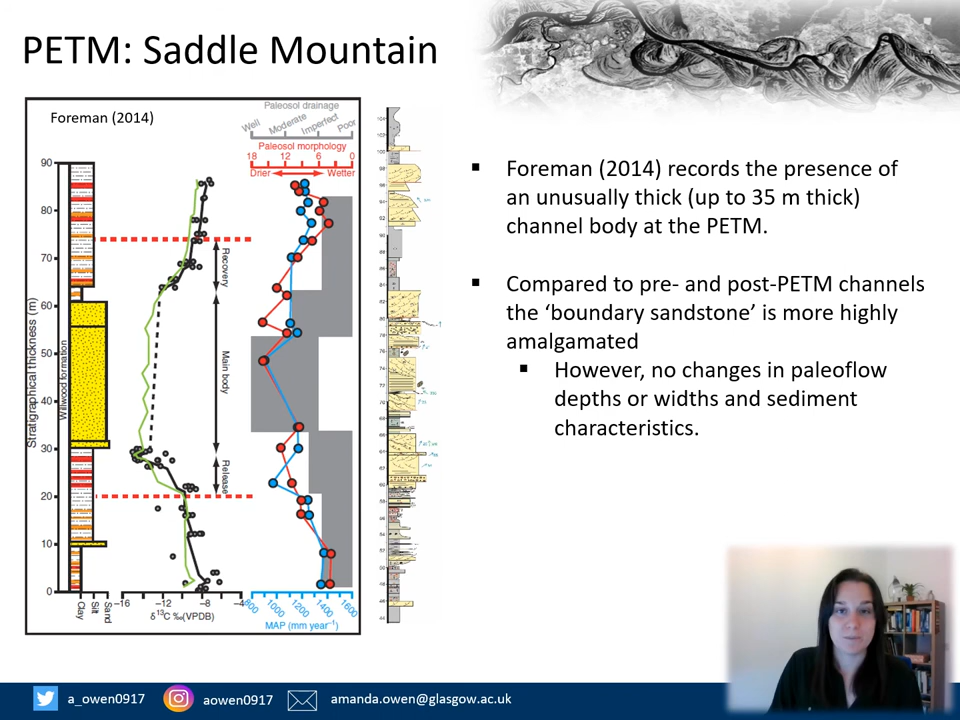 PETM: Saddle Mountain
Foreman (2014)
Paleosol drainage
Well Moderate Imperfect Poor
Paleosol morphology
18 12 6 0
Drier Wetter
90
80
70
60
50
40
30
20
10
0
Stratigraphical thickness (m)
Willwood formation
Recovery
Main body
Release
Clay Silt Sand
−16 −12 −8 −4
δ13C ‰(VPDB)
800 1000 1200 1400 1600
MAP (mm year−1)
▪ Foreman (2014) records the presence of
an unusually thick (up to 35 m thick)
channel body at the PETM.
▪ Compared to pre- and post-PETM channels
the ‘boundary sandstone’ is more highly
amalgamated
▪ However, no changes in paleoflow
depths or widths and sediment
characteristics.
a_owen0917
aowen0917
amanda.owen@glasgow.ac.uk